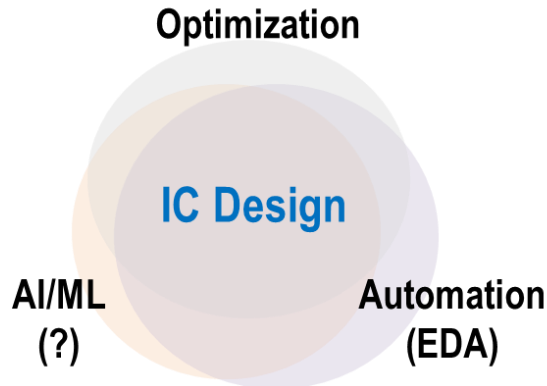 Optimization
IC Design
AI/ML
(?)
Automation
(EDA)